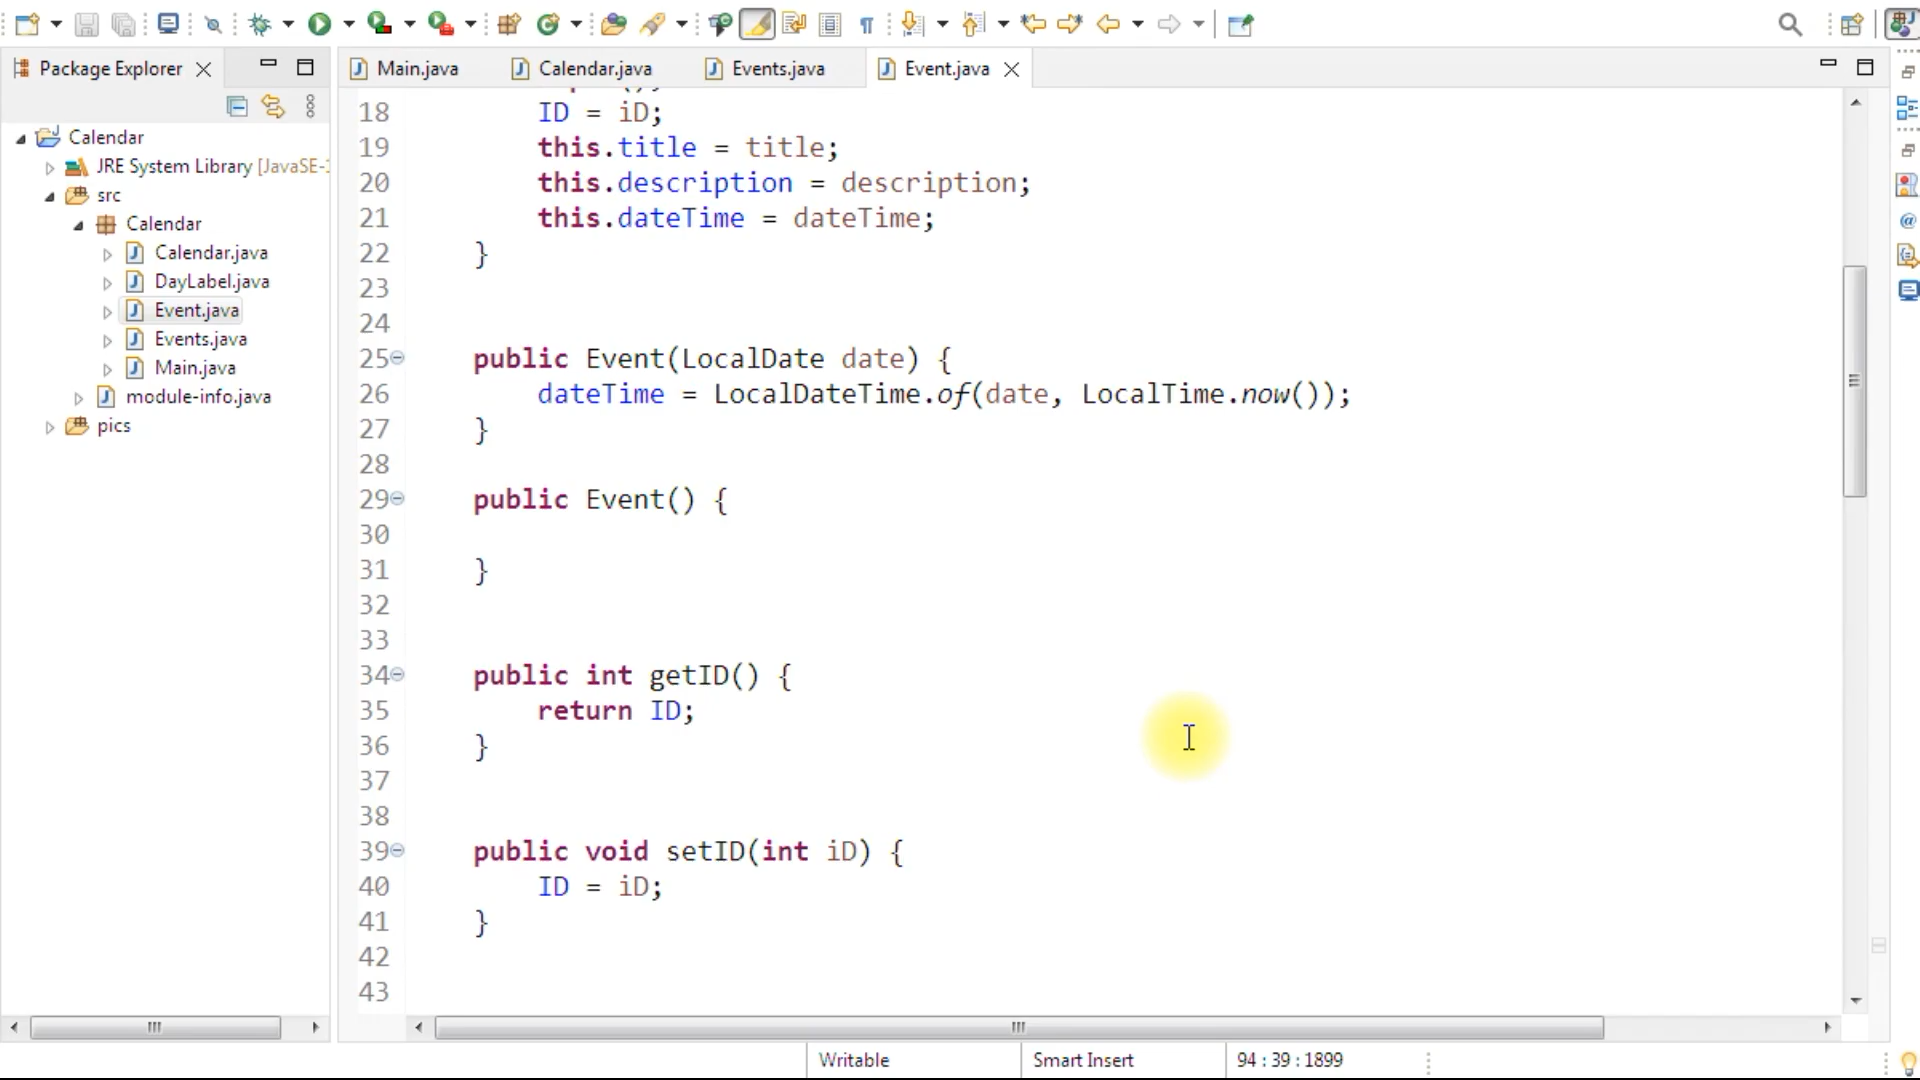 Package Explorer
Main.java
Calendar.java
Events.java
Event.java
Calendar
JRE System Library [JavaSE-
src
Calendar
Calendar.java
DayLabel.java
Event.java
Events.java
Main.java
module-info.java
pics
18 ID = iD;
19 this.title = title;
20 this.description = description;
21 this.dateTime = dateTime;
22 }
23
24
25 public Event(LocalDate date) {
26 dateTime = LocalDateTime.of(date, LocalTime.now());
27 }
28
29 public Event() {
30
31 }
32
33
34 public int getID() {
35 return ID;
36 }
37
38
39 public void setID(int iD) {
40 ID = iD;
41 }
42
43
Writable
Smart Insert
94 : 39 : 1899